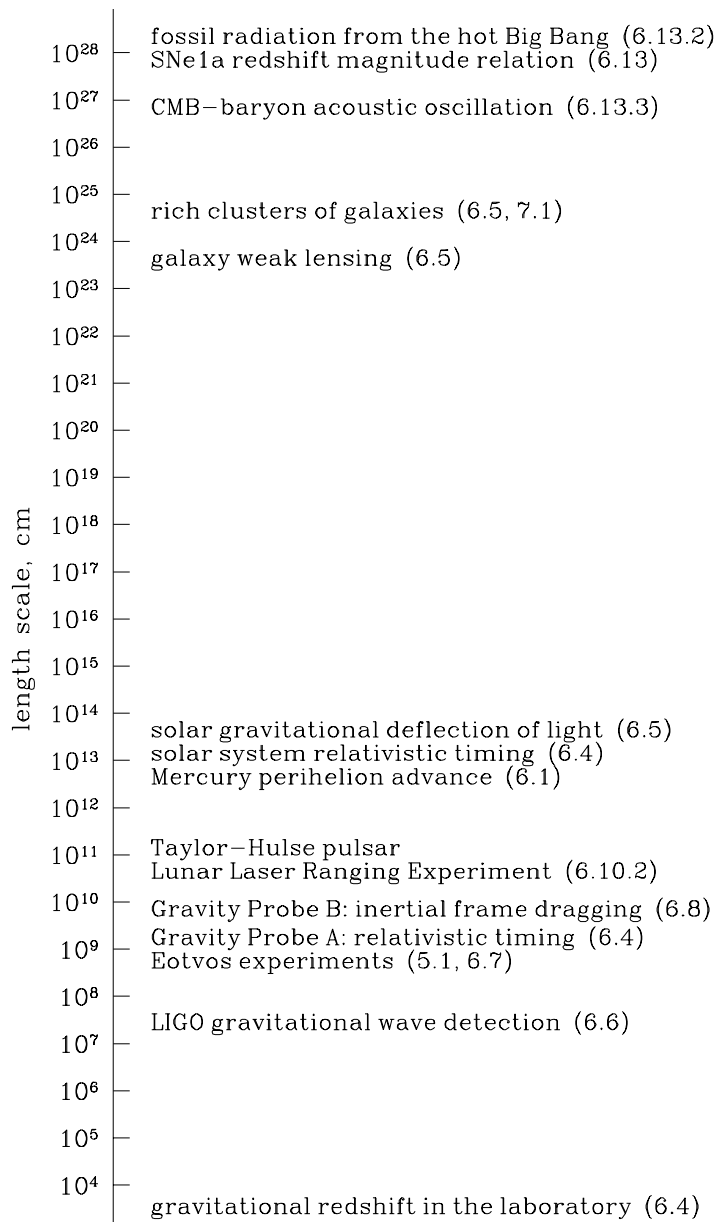 fossil radiation from the hot Big Bang (6.13.2)
10²⁸
SNe1a redshift magnitude relation (6.13)
10²⁷
CMB−baryon acoustic oscillation (6.13.3)
10²⁶
10²⁵
rich clusters of galaxies (6.5, 7.1)
10²⁴
galaxy weak lensing (6.5)
10²³
10²²
10²¹
10²⁰
10¹⁹
10¹⁸
10¹⁷
10¹⁶
10¹⁵
length scale, cm
10¹⁴
solar gravitational deflection of light (6.5)
solar system relativistic timing (6.4)
10¹³
Mercury perihelion advance (6.1)
10¹²
Taylor−Hulse pulsar
10¹¹
Lunar Laser Ranging Experiment (6.10.2)
10¹⁰
Gravity Probe B: inertial frame dragging (6.8)
Gravity Probe A: relativistic timing (6.4)
10⁹
Eotvos experiments (5.1, 6.7)
10⁸
LIGO gravitational wave detection (6.6)
10⁷
10⁶
10⁵
10⁴
gravitational redshift in the laboratory (6.4)